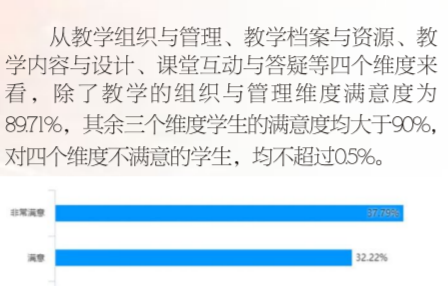 从教学组织与管理、教学档案与资源、教
学内容与设计、课堂互动与答疑等四个维度来
看，除了教学的组织与管理维度满意度为
89.71%，其余三个维度学生的满意度均大于90%，
对四个维度不满意的学生，均不超过0.5%。
非常满意 37.79%
满意 32.22%